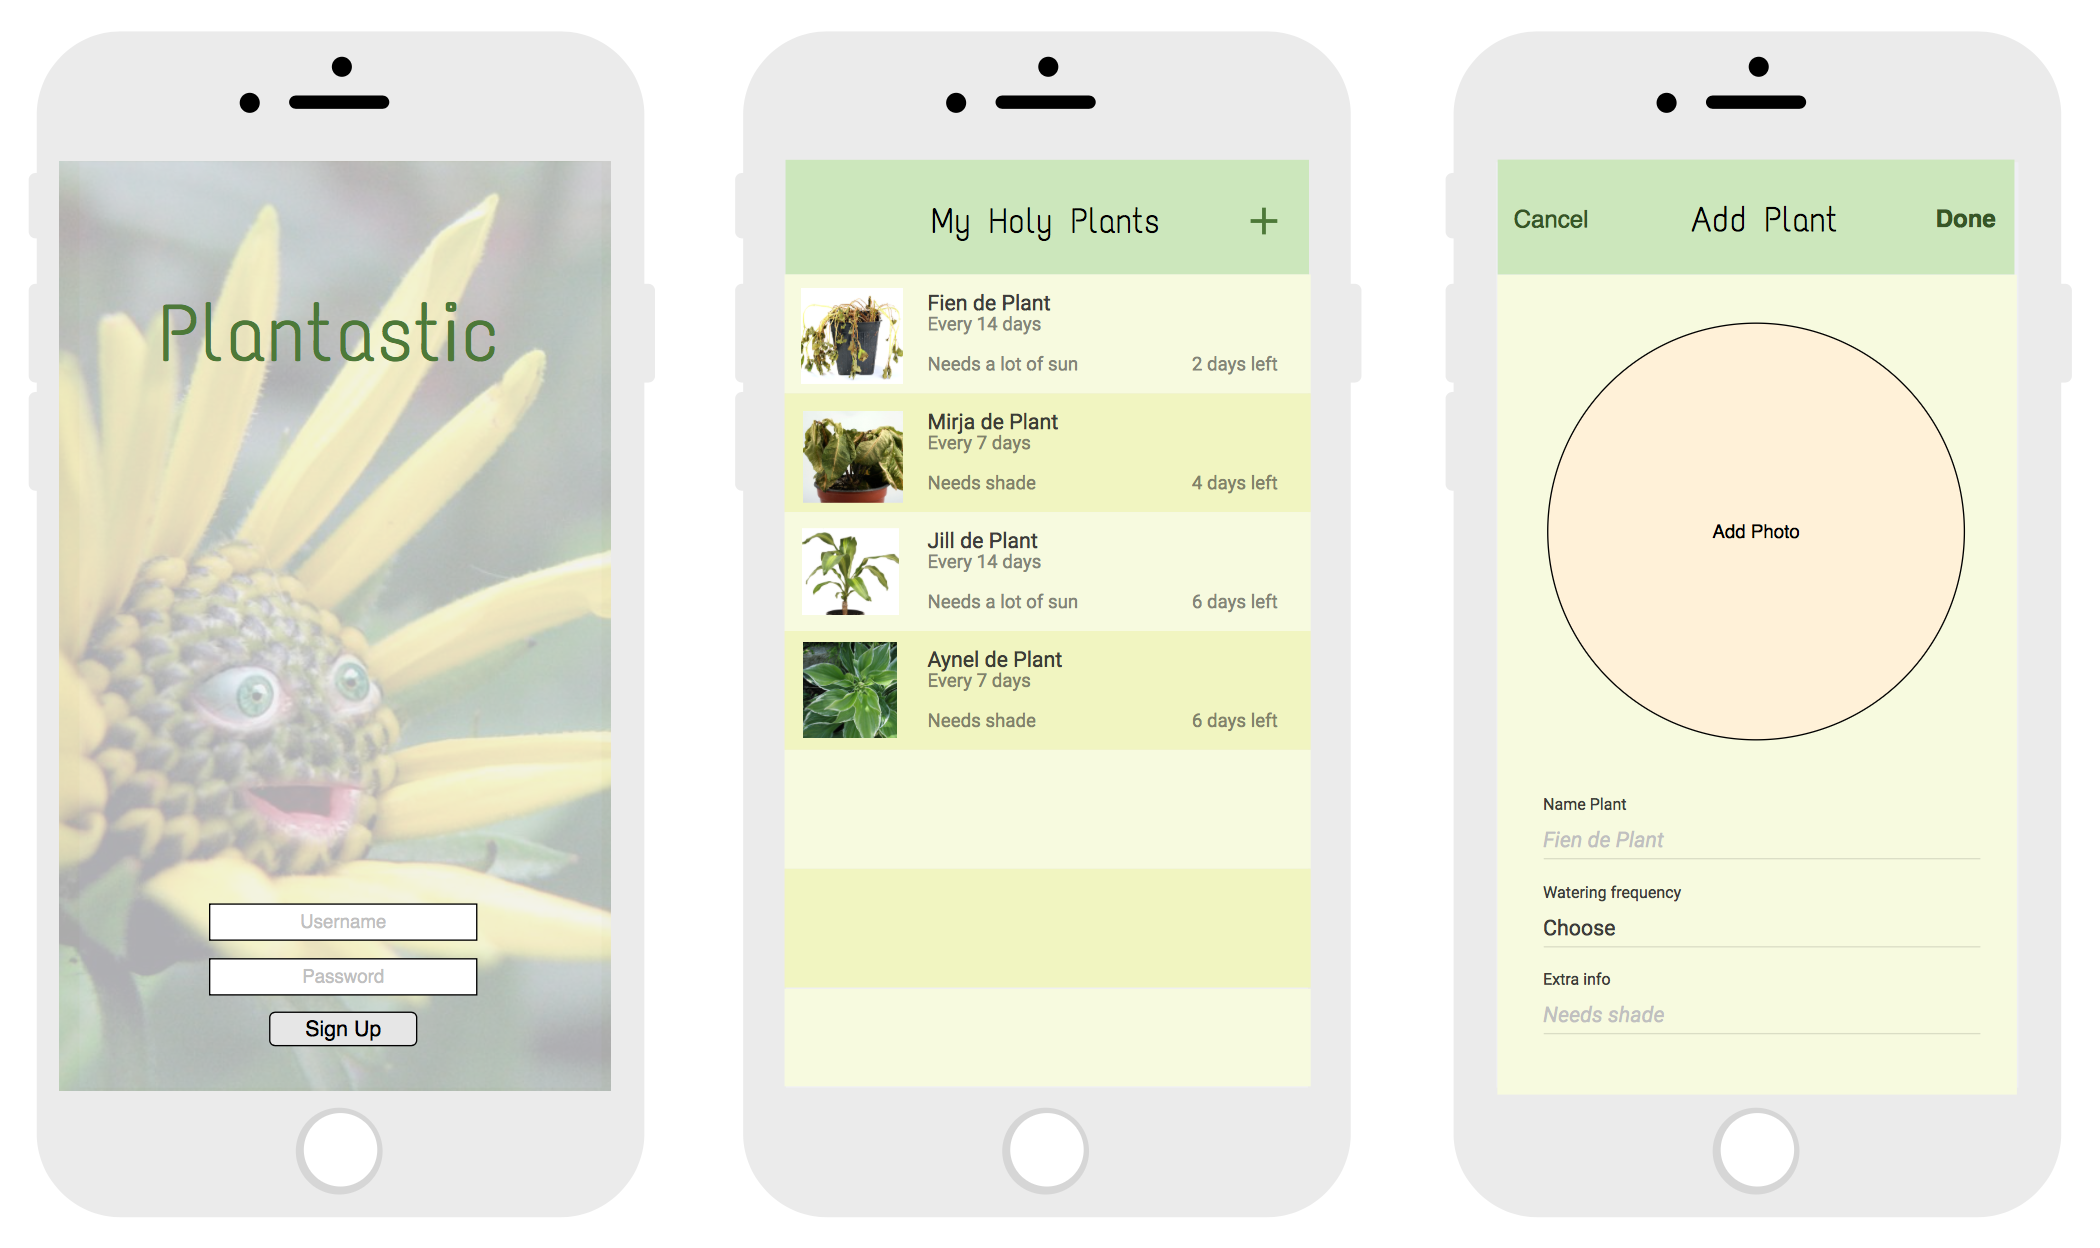 Plantastic
Username
Password
Sign Up
My Holy Plants +
Fien de Plant
Every 14 days
Needs a lot of sun 2 days left
Mirja de Plant
Every 7 days
Needs shade 4 days left
Jill de Plant
Every 14 days
Needs a lot of sun 6 days left
Aynel de Plant
Every 7 days
Needs shade 6 days left
Cancel Add Plant Done
Add Photo
Name Plant
Fien de Plant
Watering frequency
Choose
Extra info
Needs shade